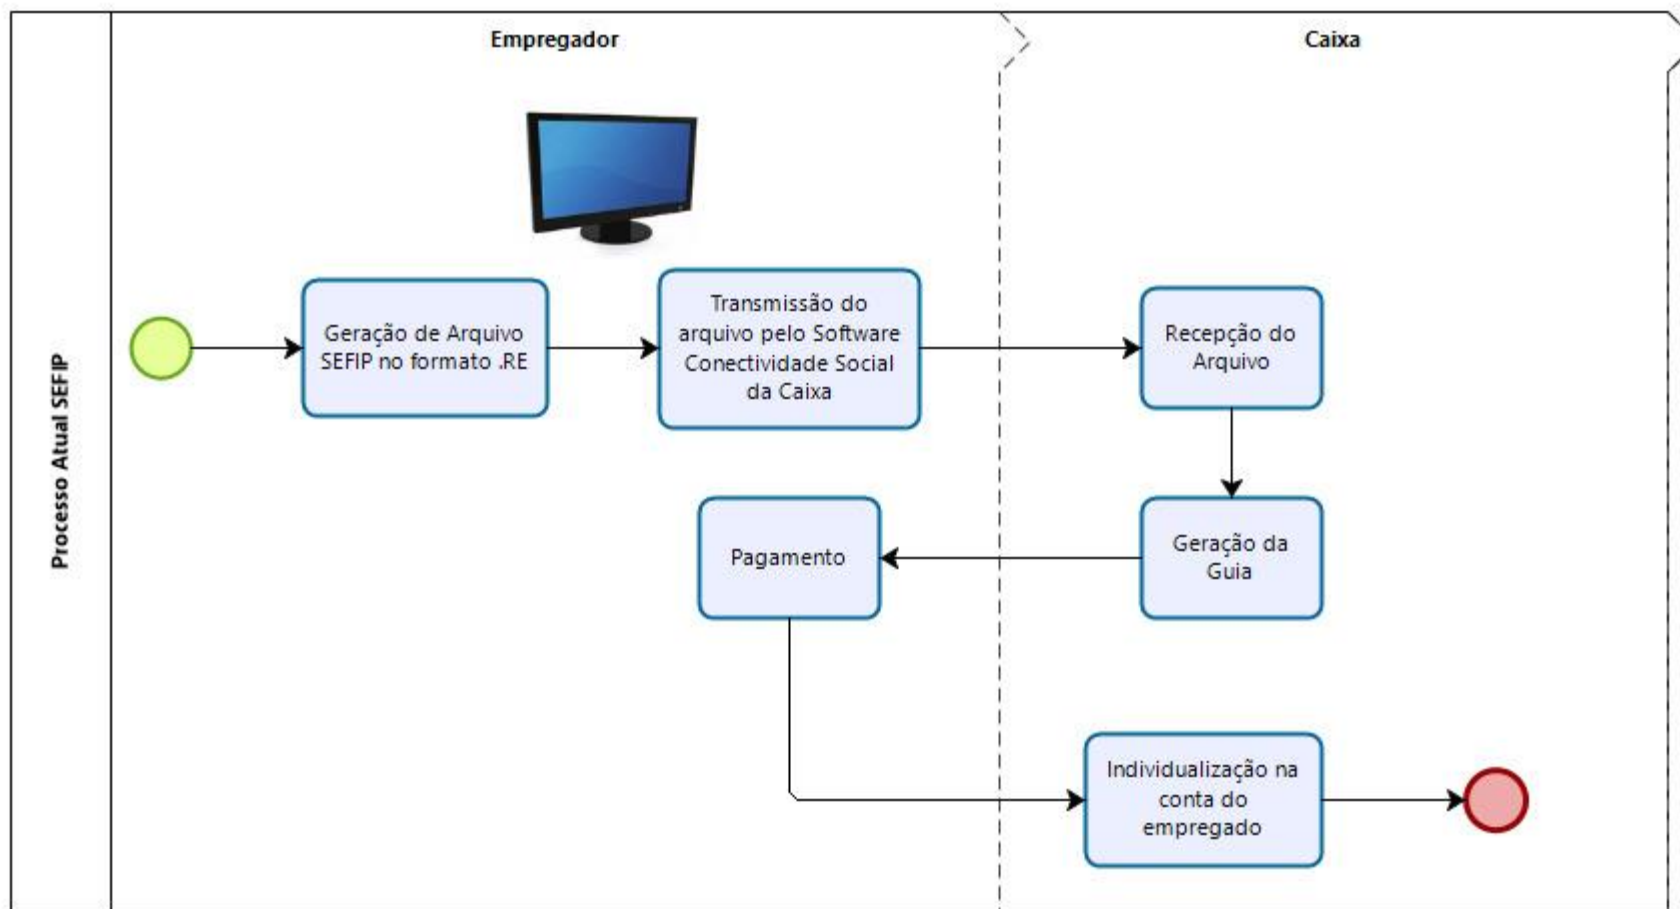 Empregador
Caixa
Processo Atual SEFIP
Geração de Arquivo
SEFIP no formato .RE
Transmissão do
arquivo pelo Software
Conectividade Social
da Caixa
Recepção do
Arquivo
Geração da
Guia
Pagamento
Individualização na
conta do
empregado